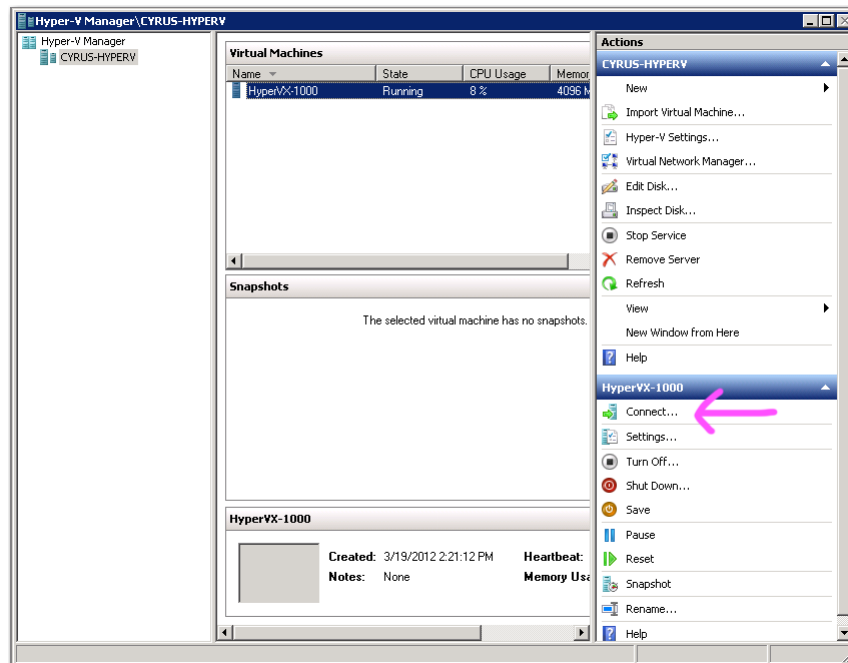 Hyper-V Manager\CYRUS-HYPERV
Hyper-V Manager
CYRUS-HYPERV
Virtual Machines
Name State CPU Usage Memor
HyperVX-1000 Running 8 % 4096 M
Snapshots
The selected virtual machine has no snapshots.
HyperVX-1000
Created: 3/19/2012 2:21:12 PM Heartbeat:
Notes: None Memory Usa
Actions
CYRUS-HYPERV
New
Import Virtual Machine...
Hyper-V Settings...
Virtual Network Manager...
Edit Disk...
Inspect Disk...
Stop Service
Remove Server
Refresh
View
New Window from Here
Help
HyperVX-1000
Connect...
Settings...
Turn Off...
Shut Down...
Save
Pause
Reset
Snapshot
Rename...
Help